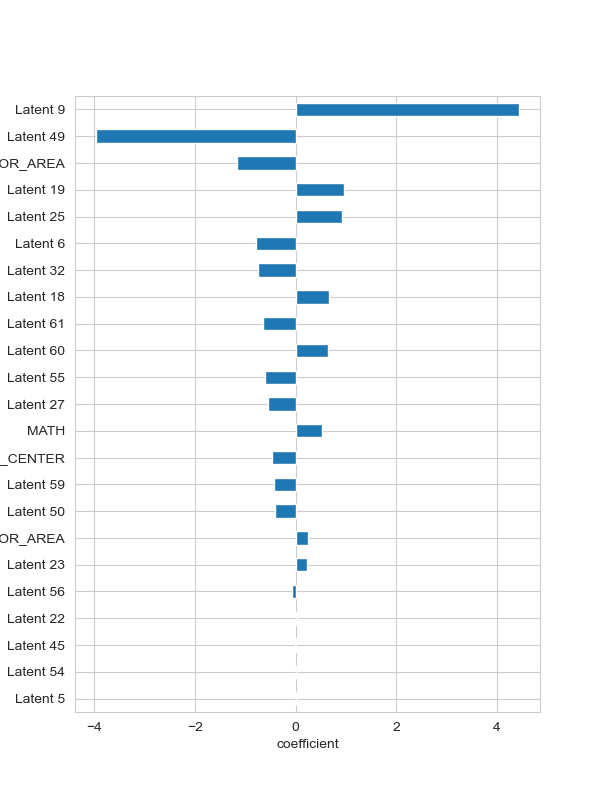 Latent 9
Latent 49
OR_AREA
Latent 19
Latent 25
Latent 6
Latent 32
Latent 18
Latent 61
Latent 60
Latent 55
Latent 27
MATH
_CENTER
Latent 59
Latent 50
OR_AREA
Latent 23
Latent 56
Latent 22
Latent 45
Latent 54
Latent 5
−4 −2 0 2 4
coefficient